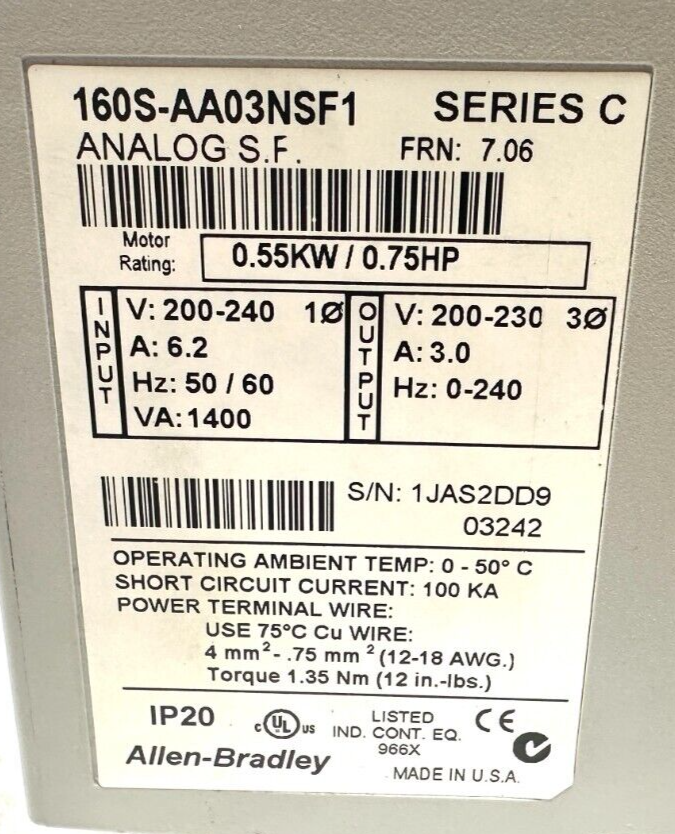 160S-AA03NSF1 SERIES C
ANALOG S.F. FRN: 7.06
Motor
Rating: 0.55KW / 0.75HP
INPUT
V: 200-240 1Ø
A: 6.2
Hz: 50 / 60
VA: 1400
OUTPUT
V: 200-230 3Ø
A: 3.0
Hz: 0-240
S/N: 1JAS2DD9
03242
OPERATING AMBIENT TEMP: 0 - 50° C
SHORT CIRCUIT CURRENT: 100 KA
POWER TERMINAL WIRE:
USE 75°C Cu WIRE:
4 mm² - .75 mm ² (12-18 AWG.)
Torque 1.35 Nm (12 in.-lbs.)
IP20 c UL us LISTED CE
IND. CONT. EQ.
966X
Allen-Bradley MADE IN U.S.A.